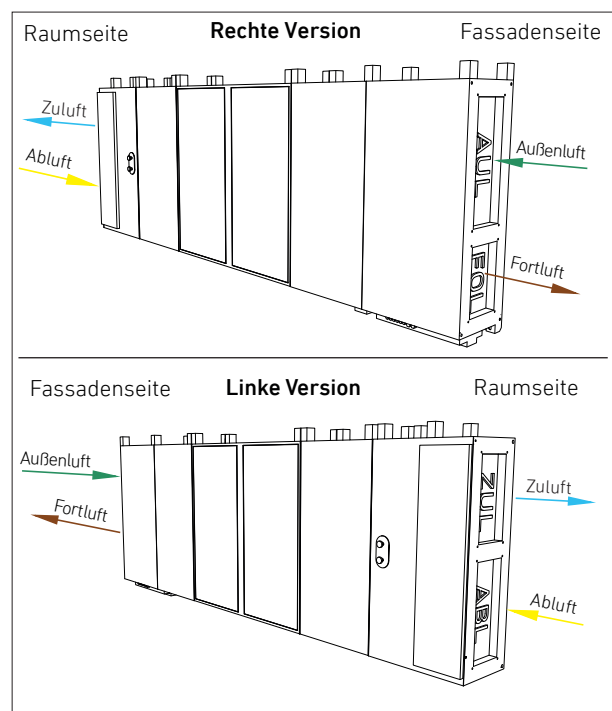 Raumseite Rechte Version Fassadenseite
Zuluft
Abluft
AUL
Außenluft
FOL
Fortluft
Fassadenseite Linke Version Raumseite
Außenluft
Fortluft
ZUL
Zuluft
ABL
Abluft